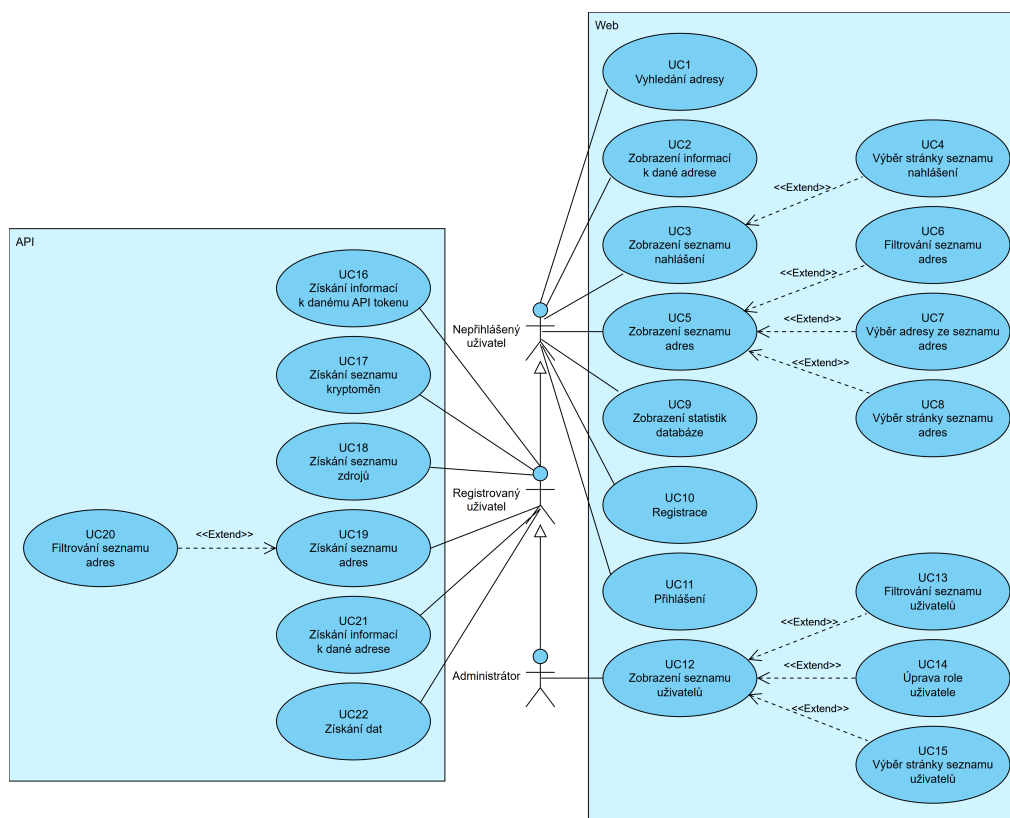 Web
UC1
Vyhledání adresy
UC2
Zobrazení informací
k dané adrese
UC3
Zobrazení seznamu
nahlášení
<<Extend>>
UC4
Výběr stránky seznamu
nahlášení
UC5
Zobrazení seznamu
adres
<<Extend>>
UC6
Filtrování seznamu
adres
<<Extend>>
UC7
Výběr adresy ze seznamu
adres
<<Extend>>
UC8
Výběr stránky seznamu
adres
UC9
Zobrazení statistik
databáze
UC10
Registrace
UC11
Přihlášení
UC12
Zobrazení seznamu
uživatelů
<<Extend>>
UC13
Filtrování seznamu
uživatelů
<<Extend>>
UC14
Úprava role
uživatele
<<Extend>>
UC15
Výběr stránky seznamu
uživatelů
Nepřihlášený
uživatel
Registrovaný
uživatel
Administrátor
API
UC16
Získání informací
k danému API tokenu
UC17
Získání seznamu
kryptoměn
UC18
Získání seznamu
zdrojů
UC19
Získání seznamu
adres
<<Extend>>
UC20
Filtrování seznamu
adres
UC21
Získání informací
k dané adrese
UC22
Získání dat